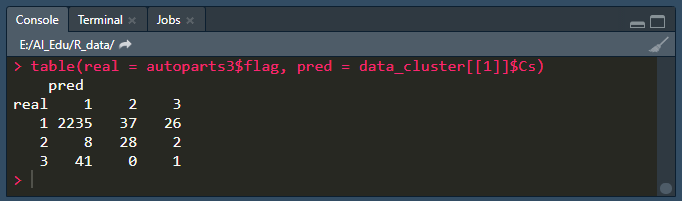 Console Terminal Jobs
E:/AI_Edu/R_data/
> table(real = autoparts3$flag, pred = data_cluster[[1]]$Cs)
pred
real 1 2 3
1 2235 37 26
2 8 28 2
3 41 0 1
>